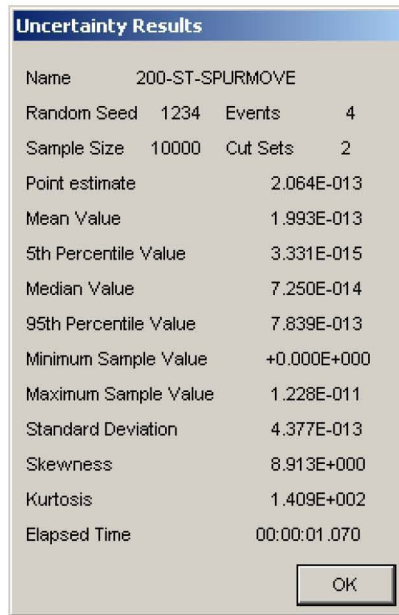 Uncertainty Results
Name 200-ST-SPURMOVE
Random Seed 1234 Events 4
Sample Size 10000 Cut Sets 2
Point estimate 2.064E-013
Mean Value 1.993E-013
5th Percentile Value 3.331E-015
Median Value 7.250E-014
95th Percentile Value 7.839E-013
Minimum Sample Value +0.000E+000
Maximum Sample Value 1.228E-011
Standard Deviation 4.377E-013
Skewness 8.913E+000
Kurtosis 1.409E+002
Elapsed Time 00:00:01.070
OK